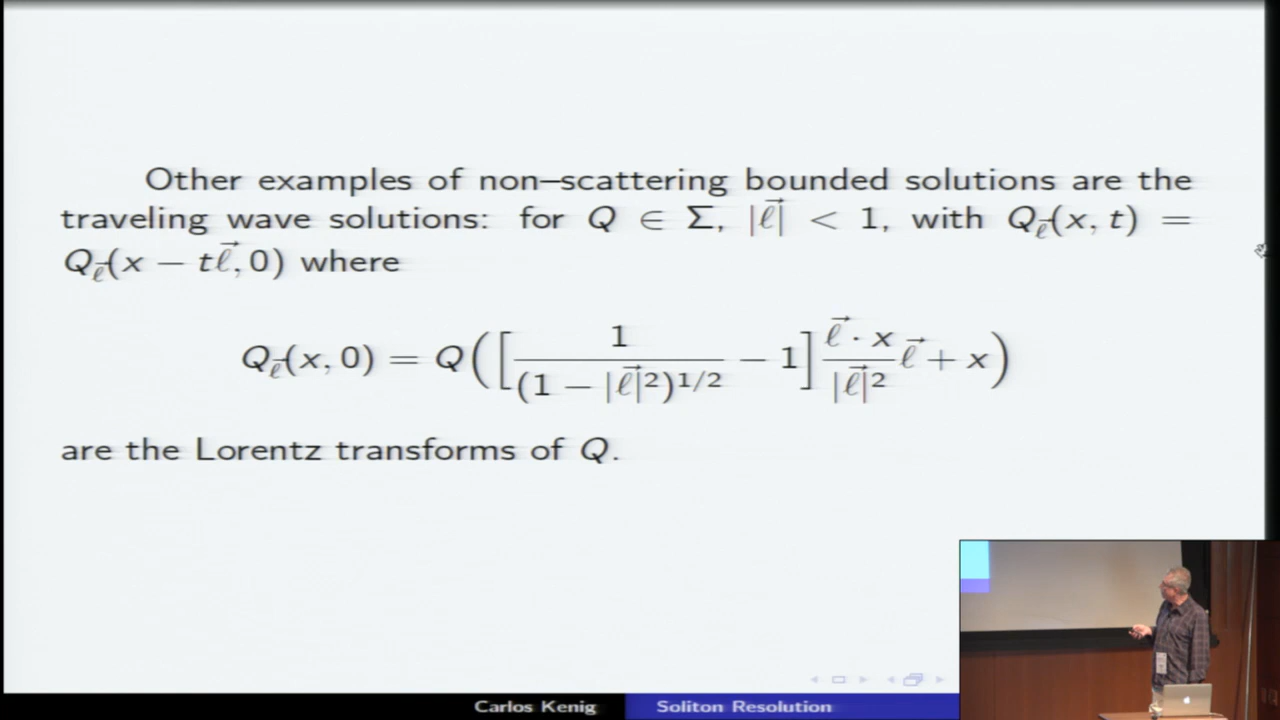 Other examples of non–scattering bounded solutions are the
traveling wave solutions: for Q ∈ Σ, |ℓ⃗| < 1, with Q_ℓ⃗(x, t) =
Q_ℓ⃗(x − tℓ⃗, 0) where
Q_ℓ⃗(x, 0) = Q([1/(1 − |ℓ⃗|²)^{1/2} − 1] (ℓ⃗ · x)/|ℓ⃗|² ℓ⃗ + x)
are the Lorentz transforms of Q.
Carlos Kenig Soliton Resolution